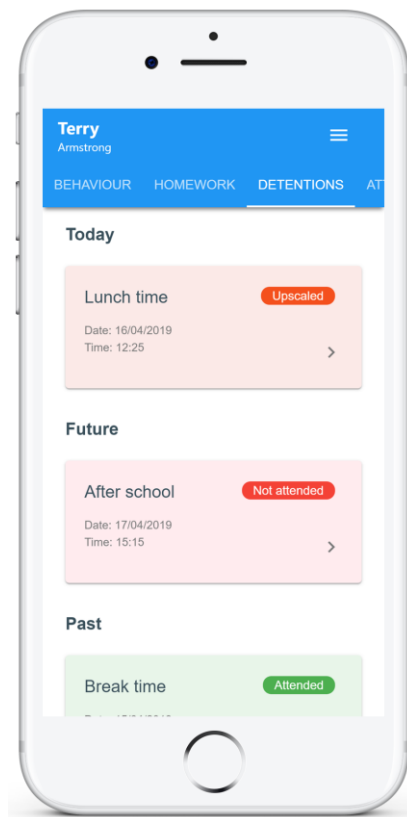 Terry
Armstrong
BEHAVIOUR HOMEWORK DETENTIONS AT
Today
Lunch time Upscaled
Date: 16/04/2019
Time: 12:25
Future
After school Not attended
Date: 17/04/2019
Time: 15:15
Past
Break time Attended